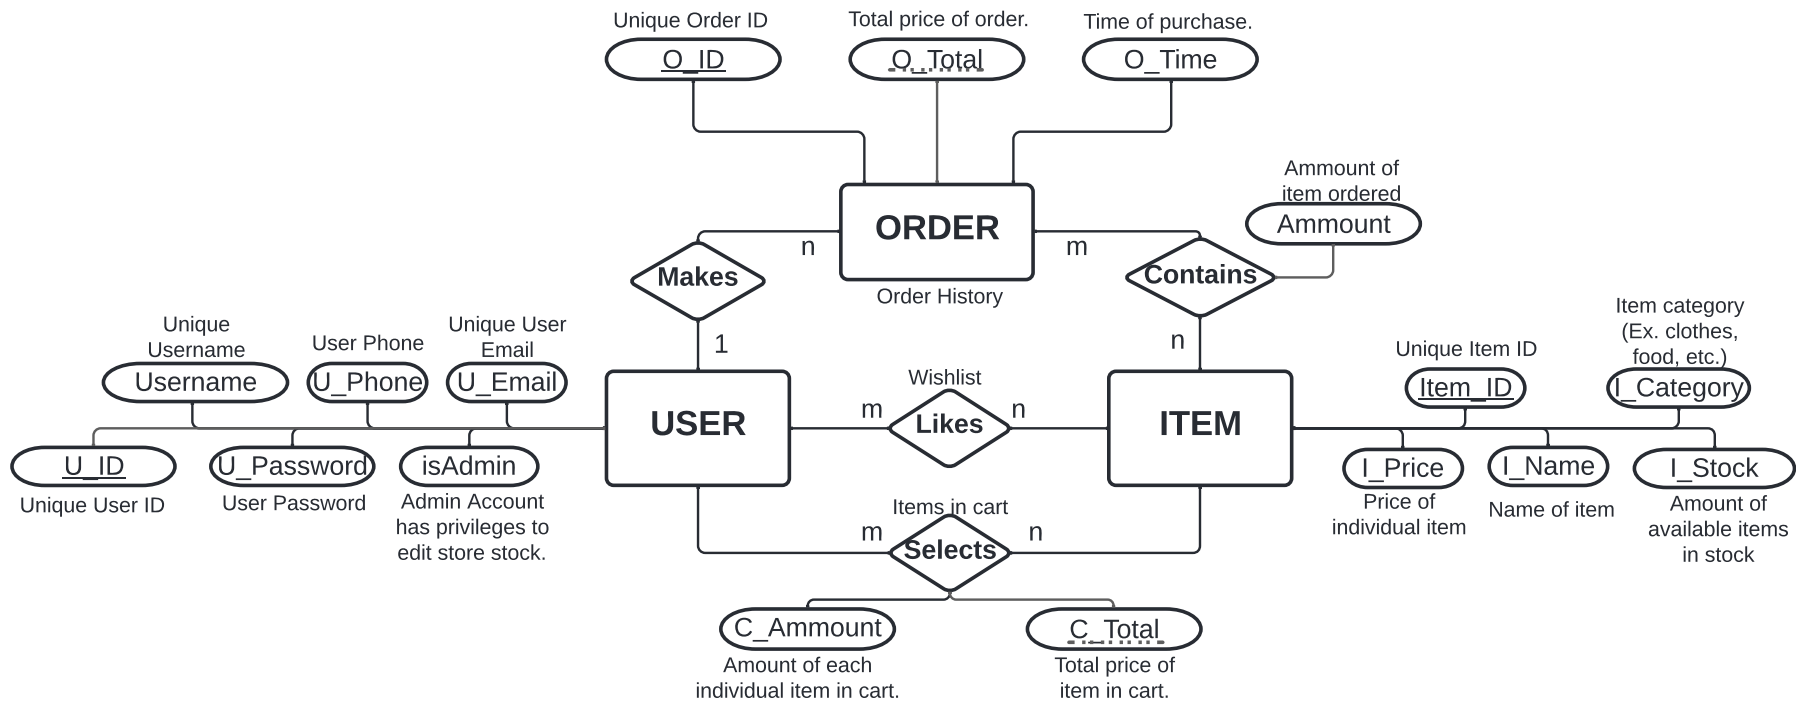 Unique Order ID
O_ID
Total price of order.
O_Total
Time of purchase.
O_Time
ORDER
Order History
n
m
Makes
1
Contains
n
Ammount of
item ordered
Ammount
Unique
Username
Username
User Phone
U_Phone
Unique User
Email
U_Email
U_ID
Unique User ID
U_Password
User Password
isAdmin
Admin Account
has privileges to
edit store stock.
USER
Wishlist
m
Likes
n
ITEM
Unique Item ID
Item_ID
Item category
(Ex. clothes,
food, etc.)
I_Category
I_Price
Price of
individual item
I_Name
Name of item
I_Stock
Amount of
available items
in stock
Items in cart
m
Selects
n
C_Ammount
Amount of each
individual item in cart.
C_Total
Total price of
item in cart.